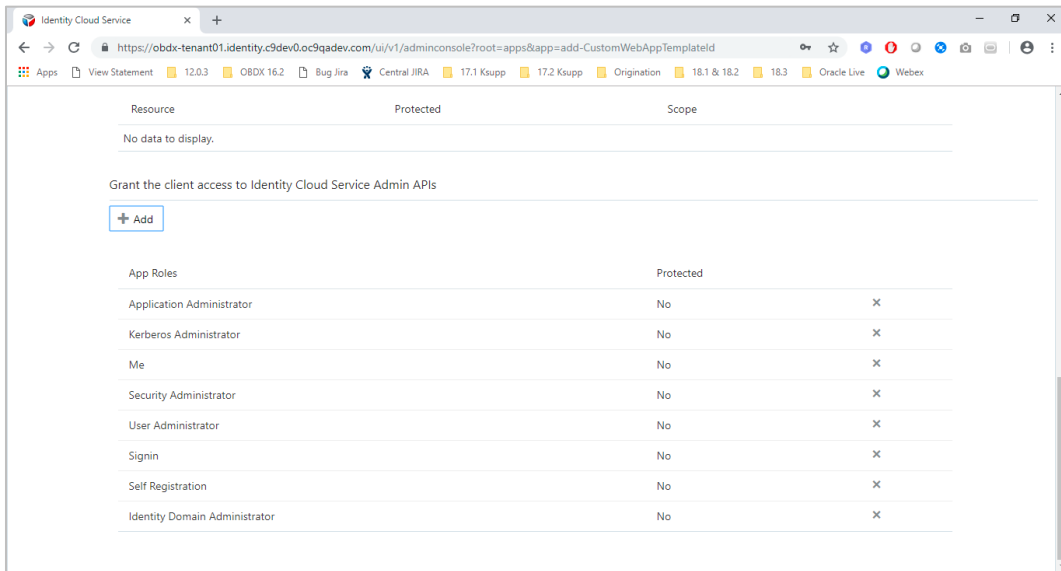 Identity Cloud Service
https://obdx-tenant01.identity.c9dev0.oc9qadev.com/ui/v1/adminconsole?root=apps&app=add-CustomWebAppTemplateId
Apps View Statement 12.0.3 OBDX 16.2 Bug Jira Central JIRA 17.1 Ksupp 17.2 Ksupp Origination 18.1 & 18.2 18.3 Oracle Live Webex
Resource Protected Scope
No data to display.
Grant the client access to Identity Cloud Service Admin APIs
+ Add
App Roles Protected
Application Administrator No
Kerberos Administrator No
Me No
Security Administrator No
User Administrator No
Signin No
Self Registration No
Identity Domain Administrator No